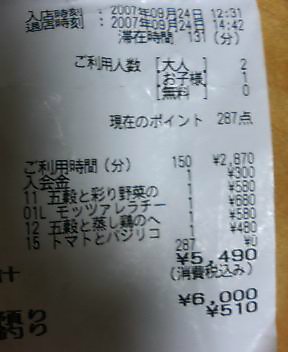 入店時刻 : 2007年09月24日 12:31
退店時刻 : 2007年09月24日 14:42
滞在時間 131(分)
ご利用人数 [大人] 2
[お子様] 1
[無料] 0
現在のポイント 287点
ご利用時間(分) 150 ¥2,870
入会金 1 ¥300
11 五穀と彩り野菜の 1 ¥580
01L モッツァレラチー 1 ¥680
12 五穀と蒸し鶏のヘ 1 ¥580
15 トマトとバジリコ 1 ¥480
287 ¥0
計 ¥5,490
(消費税込み)
預り ¥6,000
釣り ¥510